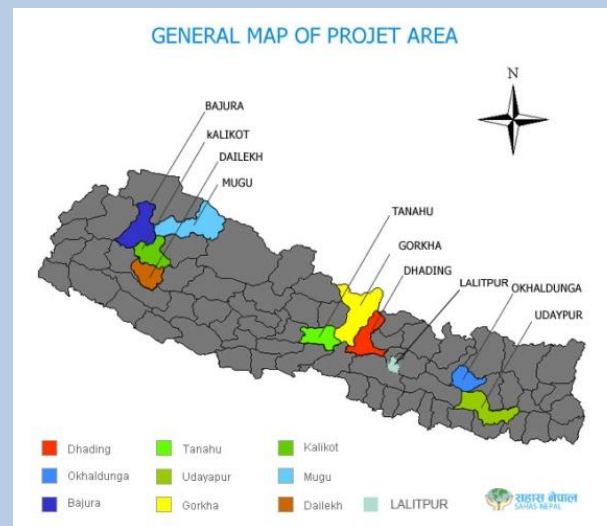 GENERAL MAP OF PROJET AREA
N
BAJURA
kALIKOT
DAILEKH
MUGU
TANAHU
GORKHA
DHADING
LALITPUR
OKHALDUNGA
UDAYPUR
Dhading
Tanahu
Kalikot
Okhaldunga
Udayapur
Mugu
Bajura
Gorkha
Dailekh
LALITPUR
सहास नेपाल
SAHAS NEPAL